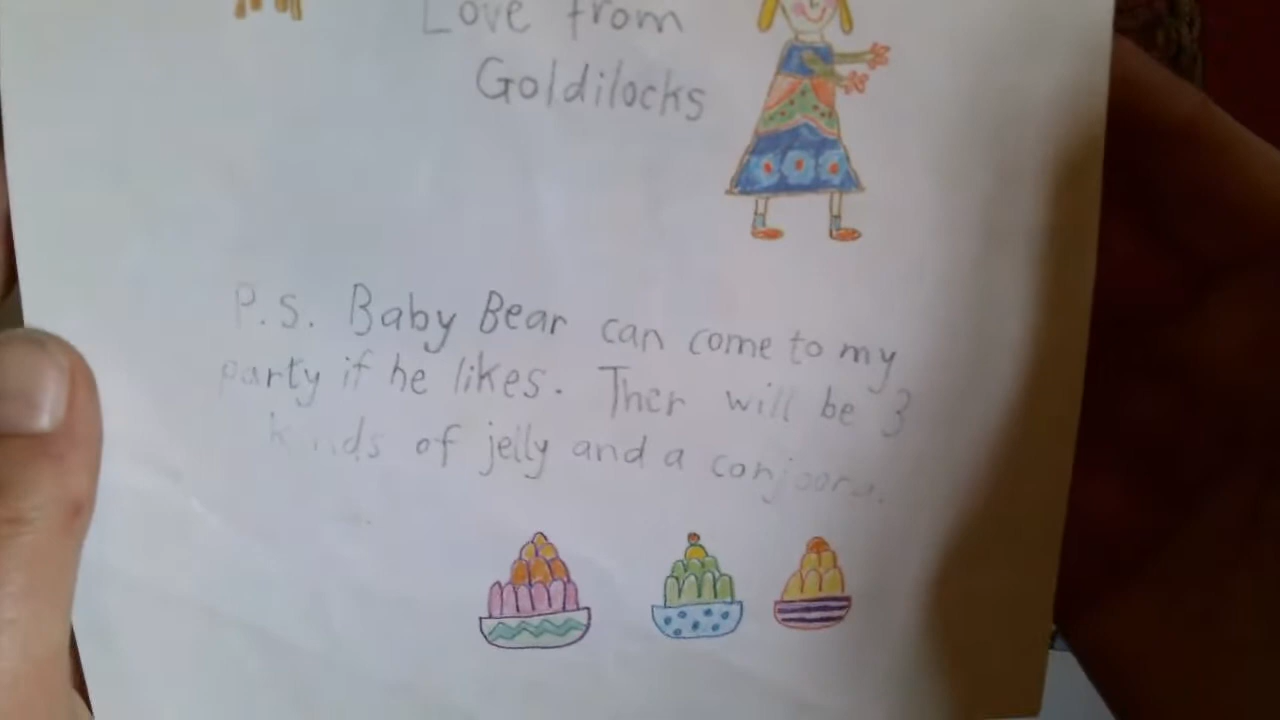 Love from
Goldilocks
P.S. Baby Bear can come to my
party if he likes. Ther will be 3
kinds of jelly and a conjoora.